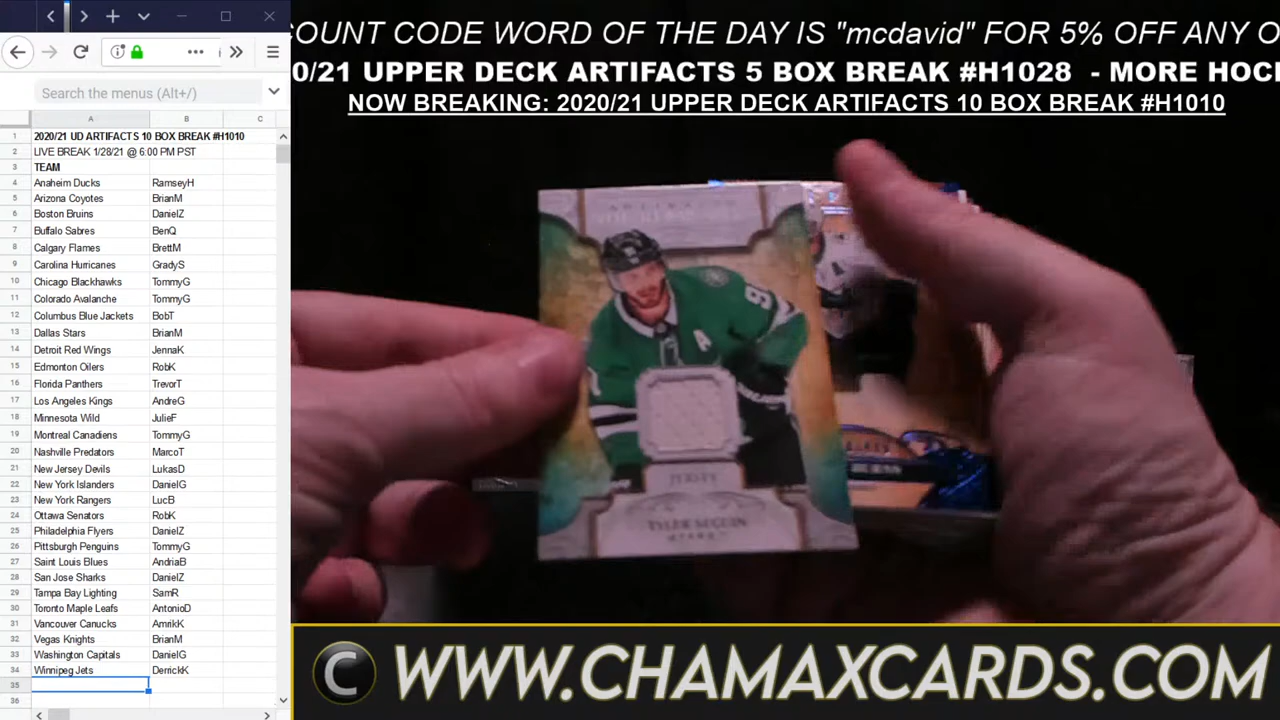 COUNT CODE WORD OF THE DAY IS "mcdavid" FOR 5% OFF ANY O
0/21 UPPER DECK ARTIFACTS 5 BOX BREAK #H1028 - MORE HOC
NOW BREAKING: 2020/21 UPPER DECK ARTIFACTS 10 BOX BREAK #H1010
Search the menus (Alt+/)
A B C
1 2020/21 UD ARTIFACTS 10 BOX BREAK #H1010
2 LIVE BREAK 1/28/21 @ 6:00 PM PST
3 TEAM
4 Anaheim Ducks RamseyH
5 Arizona Coyotes BrianM
6 Boston Bruins DanielZ
7 Buffalo Sabres BenQ
8 Calgary Flames BrettM
9 Carolina Hurricanes GradyS
10 Chicago Blackhawks TommyG
11 Colorado Avalanche TommyG
12 Columbus Blue Jackets BobT
13 Dallas Stars BrianM
14 Detroit Red Wings JennaK
15 Edmonton Oilers RobK
16 Florida Panthers TrevorT
17 Los Angeles Kings AndreG
18 Minnesota Wild JulieF
19 Montreal Canadiens TommyG
20 Nashville Predators MarcoT
21 New Jersey Devils LukasD
22 New York Islanders DanielG
23 New York Rangers LucB
24 Ottawa Senators RobK
25 Philadelphia Flyers DanielZ
26 Pittsburgh Penguins TommyG
27 Saint Louis Blues AndriaB
28 San Jose Sharks DanielZ
29 Tampa Bay Lighting SamR
30 Toronto Maple Leafs AntonioD
31 Vancouver Canucks AmrikK
32 Vegas Knights BrianM
33 Washington Capitals DanielG
34 Winnipeg Jets DerrickK
35
36
A
JERSEY
TYLER SEGUIN
STARS
C WWW.CHAMAXCARDS.COM